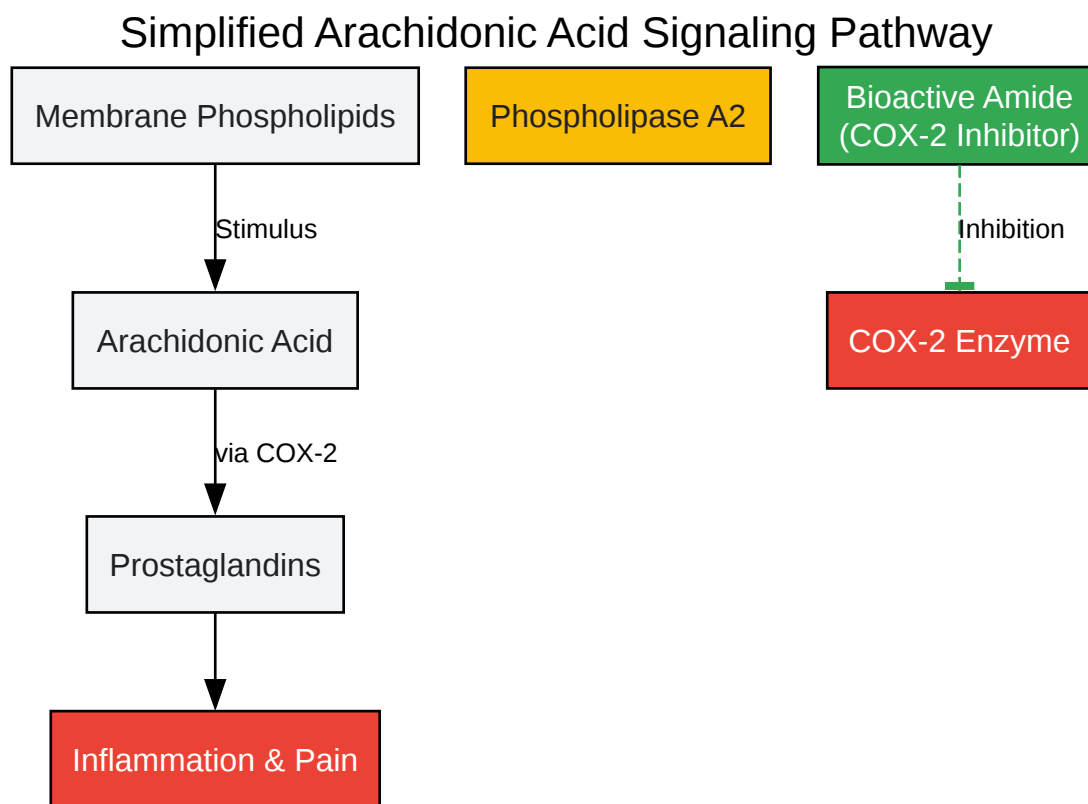 Simplified Arachidonic Acid Signaling Pathway
Membrane Phospholipids
Phospholipase A2
Bioactive Amide
(COX-2 Inhibitor)
Stimulus
Inhibition
Arachidonic Acid
COX-2 Enzyme
via COX-2
Prostaglandins
Inflammation & Pain